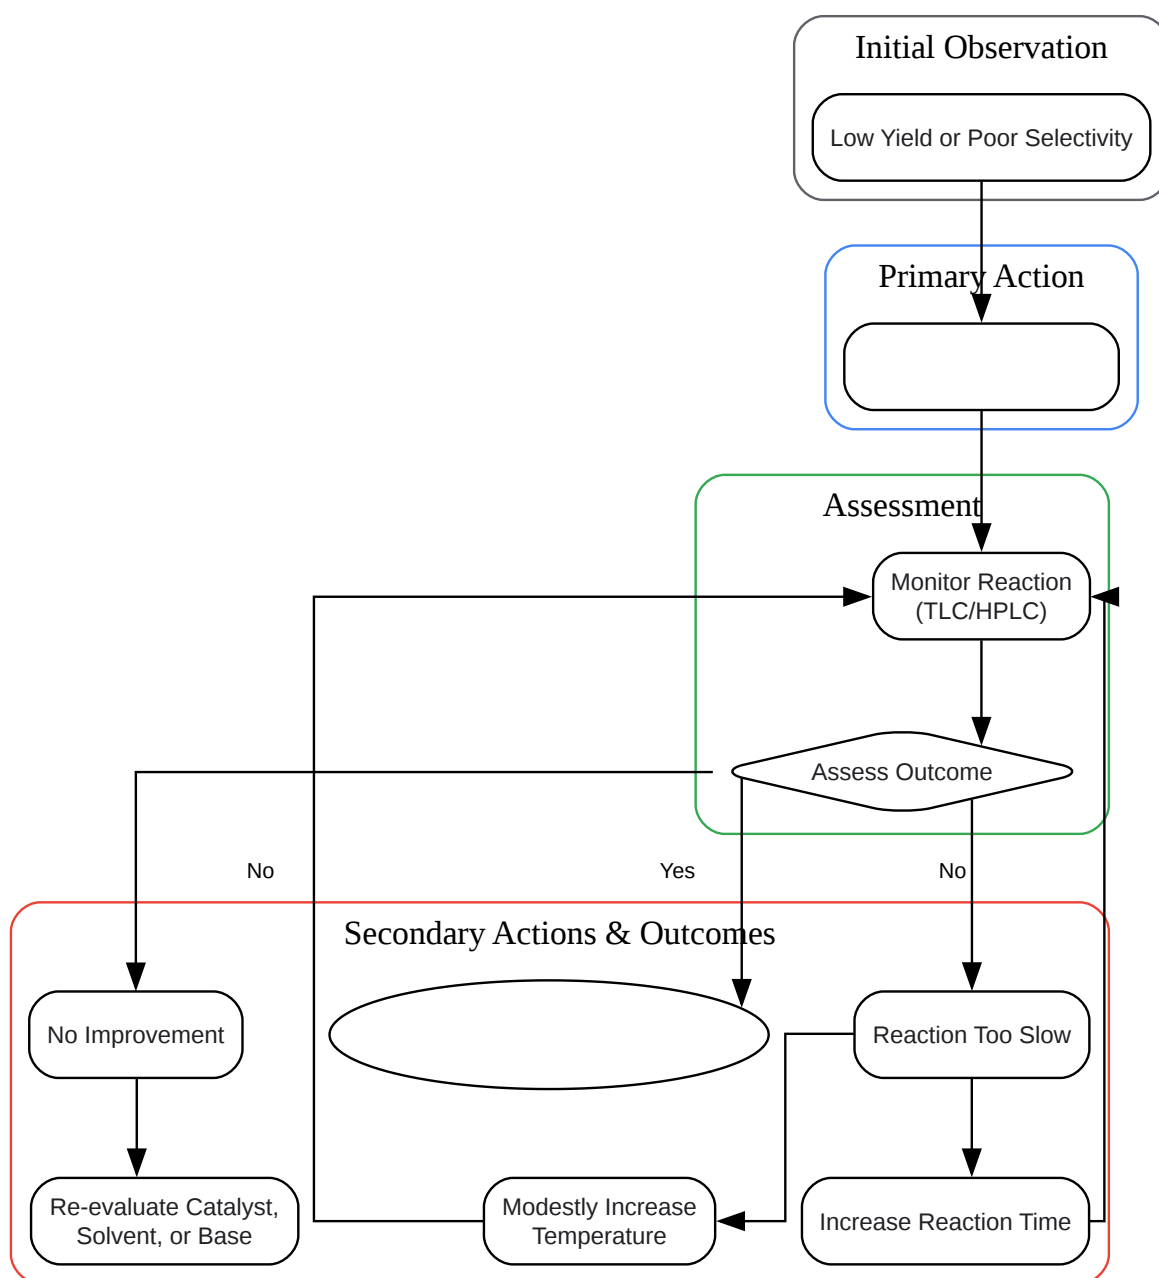 Initial Observation
Low Yield or Poor Selectivity
Primary Action
Assessment
Monitor Reaction
(TLC/HPLC)
Assess Outcome
No
Yes
No
Secondary Actions & Outcomes
No Improvement
Reaction Too Slow
Re-evaluate Catalyst,
Solvent, or Base
Modestly Increase
Temperature
Increase Reaction Time